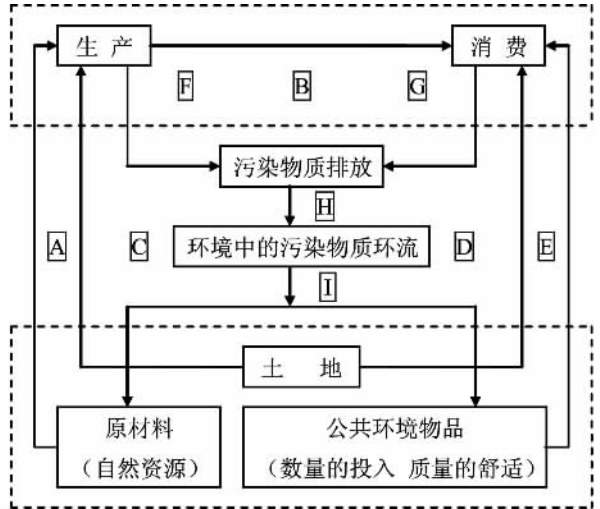 生 产
消 费
F
B
G
污染物质排放
H
A
C
环境中的污染物质环流
D
E
I
土 地
原材料
（自然资源）
公共环境物品
（数量的投入 质量的舒适）